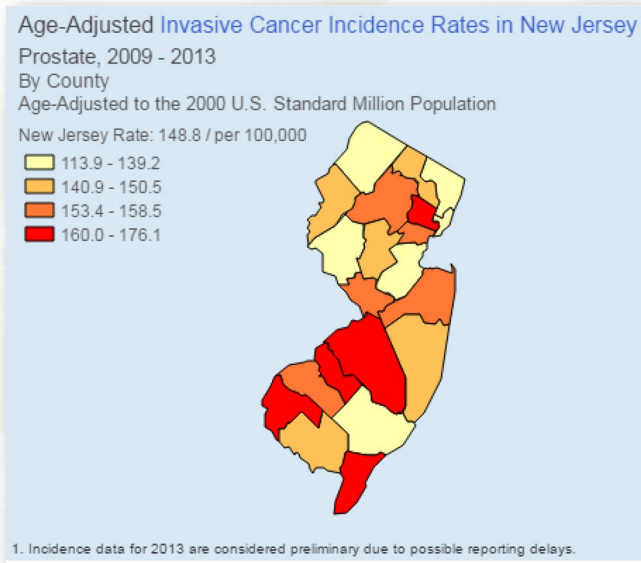 Age-Adjusted Invasive Cancer Incidence Rates in New Jersey
Prostate, 2009 - 2013
By County
Age-Adjusted to the 2000 U.S. Standard Million Population
New Jersey Rate: 148.8 / per 100,000
113.9 - 139.2
140.9 - 150.5
153.4 - 158.5
160.0 - 176.1
1. Incidence data for 2013 are considered preliminary due to possible reporting delays.